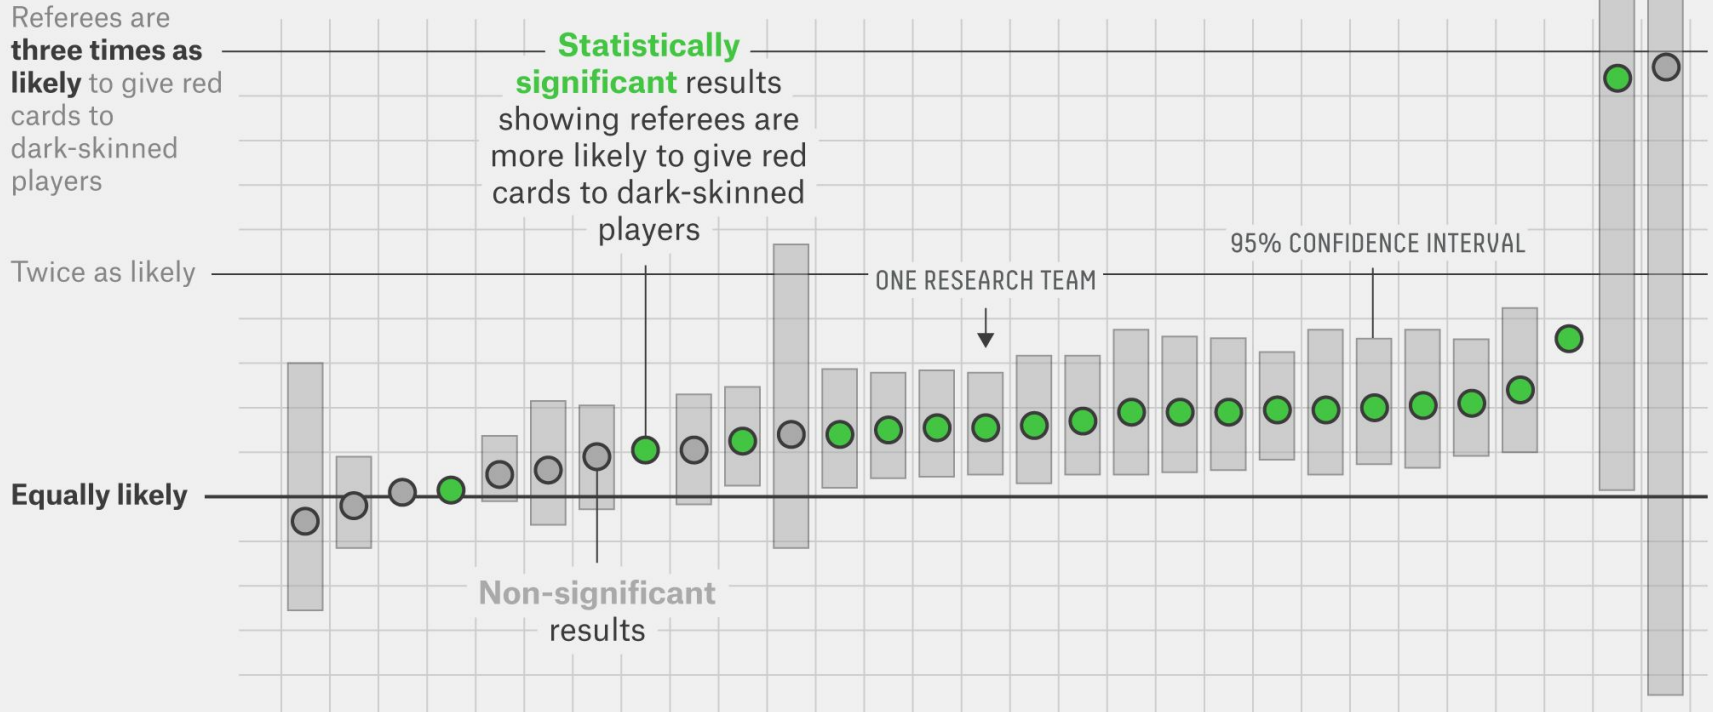 Referees are
three times as
likely to give red
cards to
dark-skinned
players
Statistically
significant results
showing referees are
more likely to give red
cards to dark-skinned
players
95% CONFIDENCE INTERVAL
Twice as likely
ONE RESEARCH TEAM
Equally likely
Non-significant
results